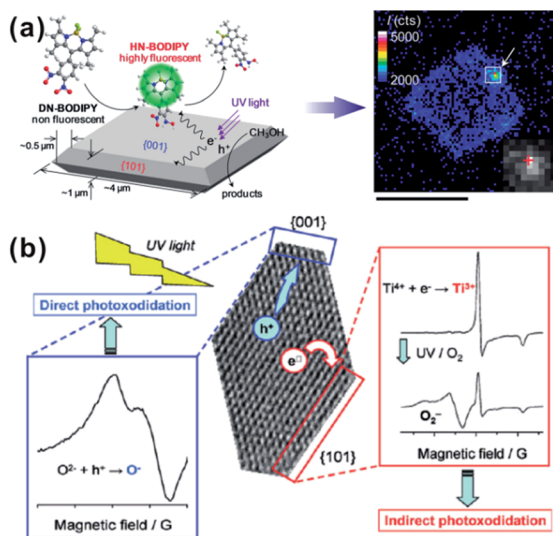 (a)
DN-BODIPY
non fluorescent
HN-BODIPY
highly fluorescent
UV light
{001}
e-
h+
CH3OH
{101}
~0.5 μm
~1 μm
~4 μm
products
I (cts)
5000
2000
(b)
UV light
Direct photoxodidation
O2- + h+ → O-
Magnetic field / G
{001}
h+
e□
{101}
Ti4+ + e- → Ti3+
UV / O2
O2-
Magnetic field / G
Indirect photoxodidation